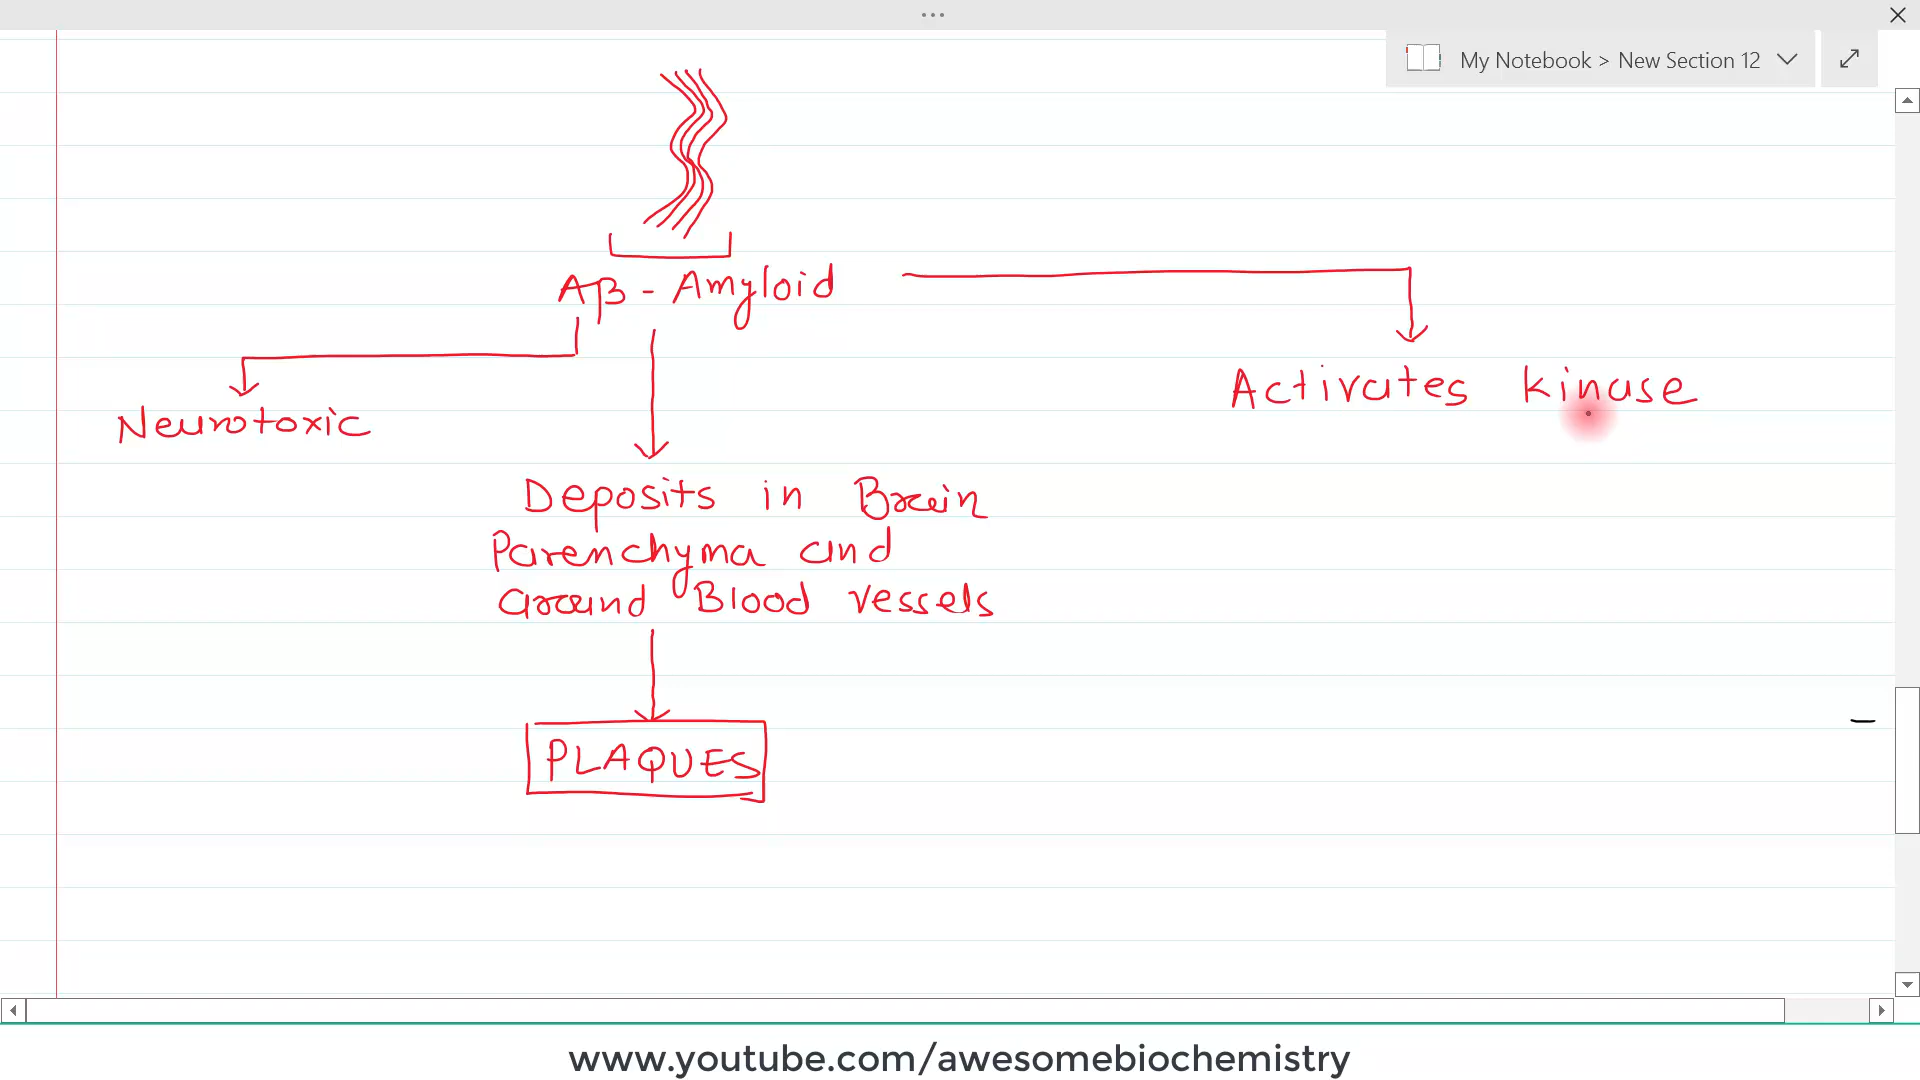 My Notebook > New Section 12
Aβ - Amyloid
Neurotoxic
Activates kinase
Deposits in Brain
Parenchyma and
around Blood vessels
PLAQUES
www.youtube.com/awesomebiochemistry